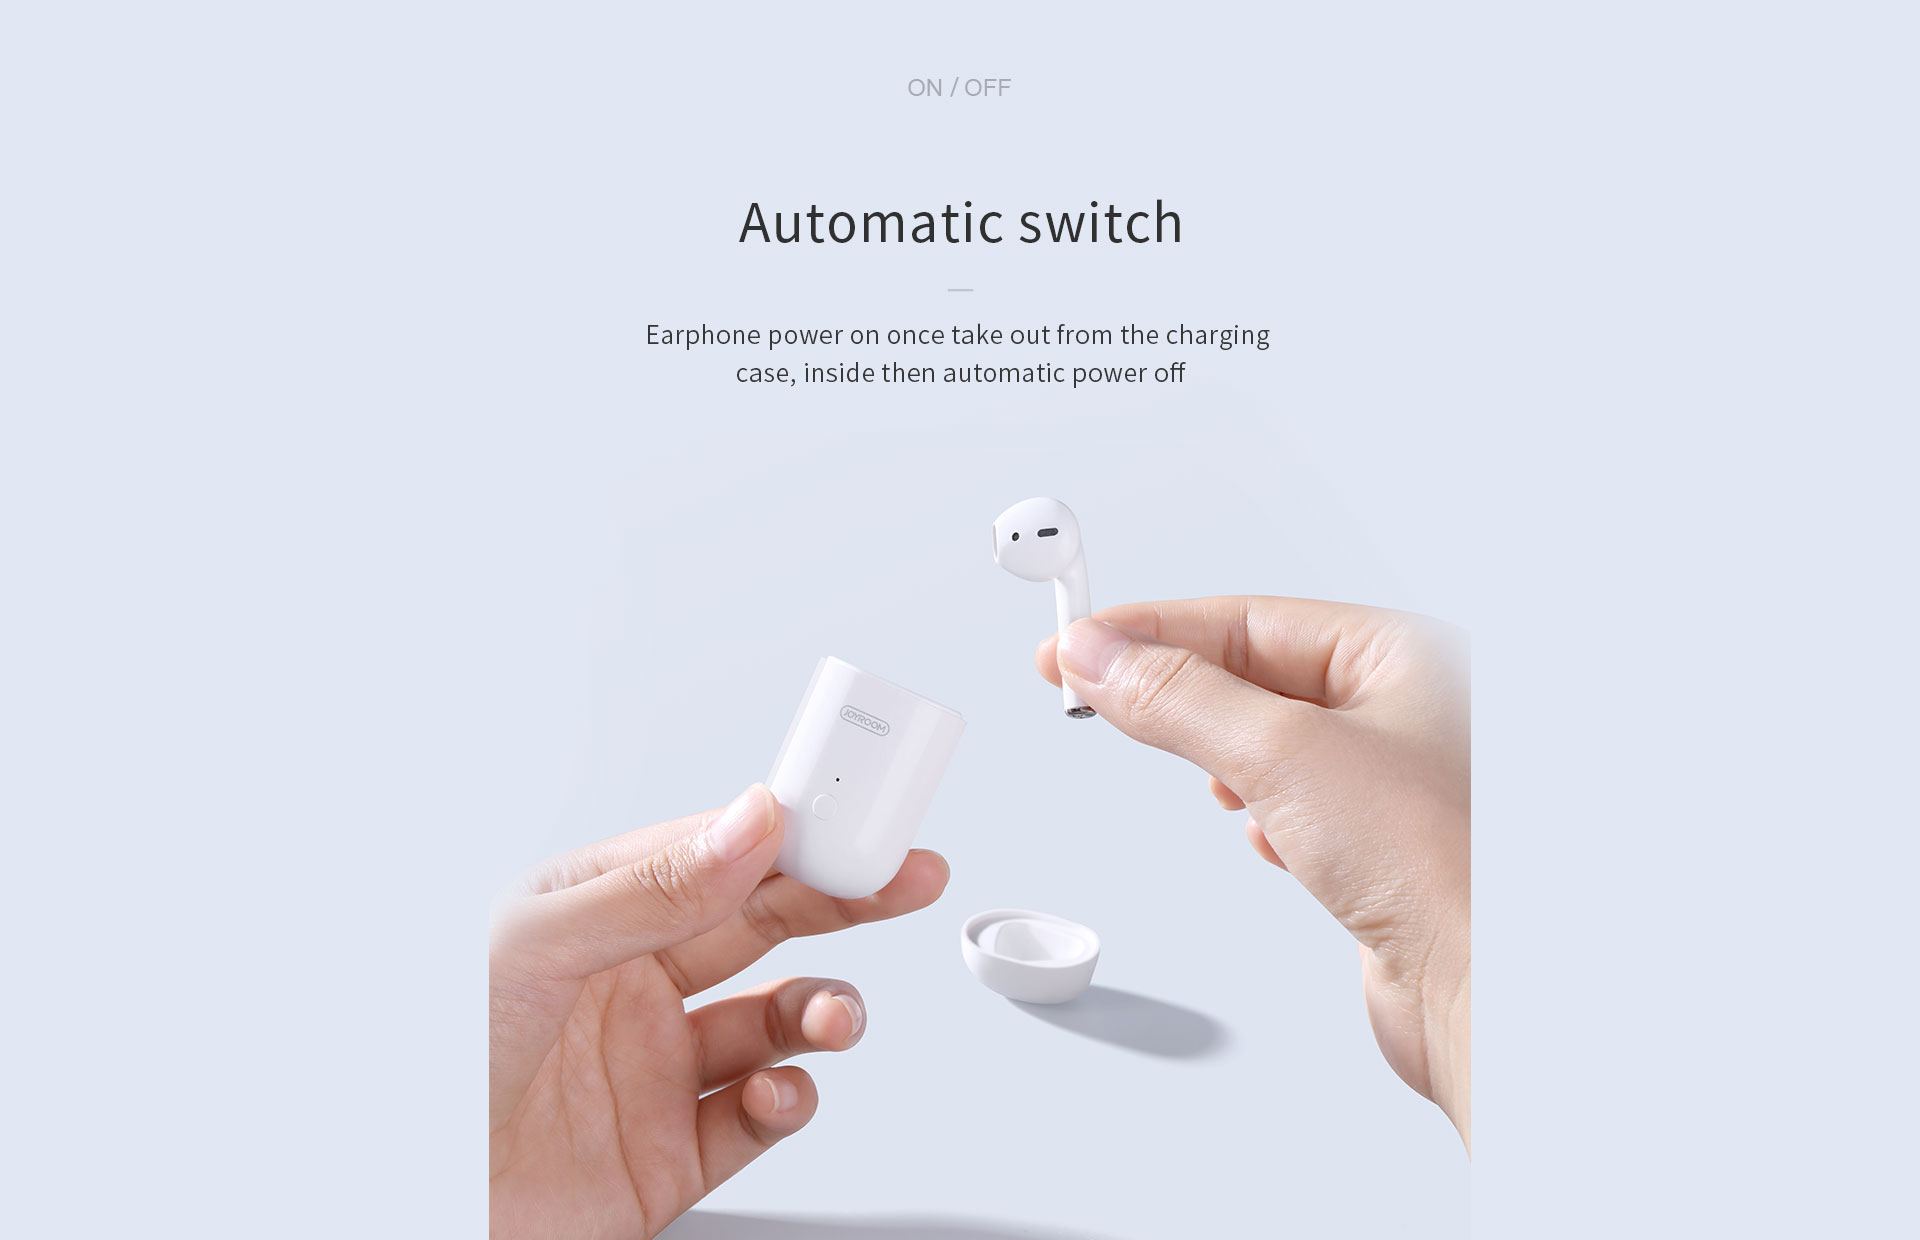 ON / OFF
Automatic switch
Earphone power on once take out from the charging
case, inside then automatic power off
JOYROOM